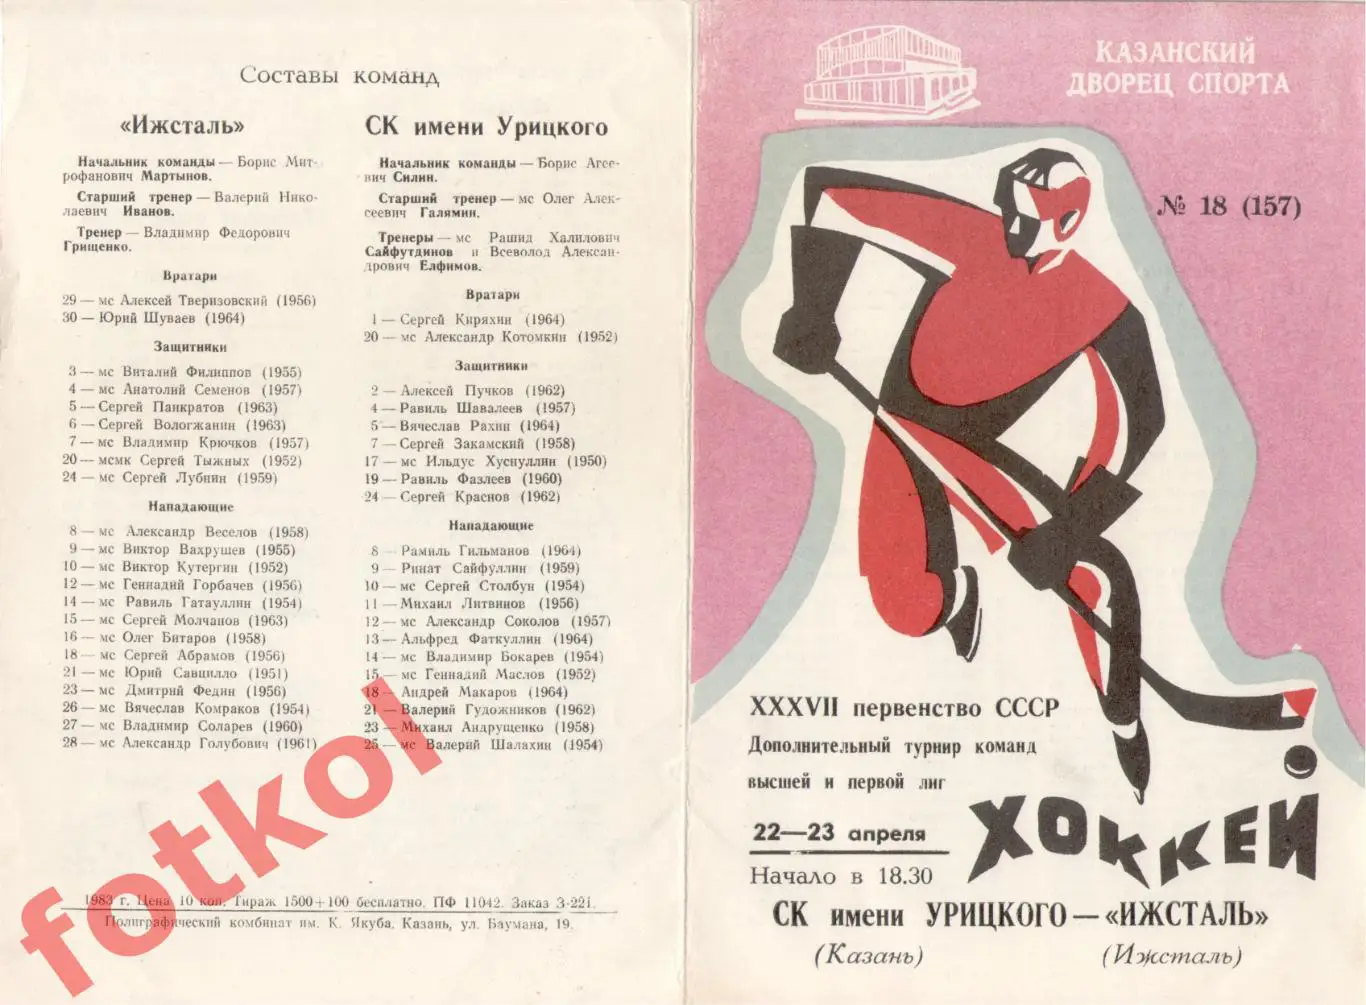 Составы команд
«Ижсталь»
Начальник команды — Борис Мит-
рофанович Мартынов.
Старший тренер — Валерий Нико-
лаевич Иванов.
Тренер — Владимир Федорович
Грищенко.
Вратари
29 — мс Алексей Тверизовский (1956)
30 — Юрий Шуваев (1964)
Защитники
3 — мс Виталий Филиппов (1955)
4 — мс Анатолий Семенов (1957)
5 — Сергей Панкратов (1963)
6 — Сергей Вологжанин (1963)
7 — мс Владимир Крючков (1957)
20 — мсмк Сергей Тыжных (1952)
24 — мс Сергей Лубнин (1959)
Нападающие
8 — мс Александр Веселов (1958)
9 — мс Виктор Вахрушев (1955)
10 — мс Виктор Кутергин (1952)
12 — мс Геннадий Горбачев (1956)
14 — мс Равиль Гатауллин (1954)
15 — мс Сергей Молчанов (1963)
16 — мс Олег Битаров (1958)
18 — мс Сергей Абрамов (1956)
21 — мс Юрий Савцилло (1951)
23 — мс Дмитрий Федин (1956)
26 — мс Вячеслав Комраков (1954)
27 — мс Владимир Соларев (1960)
28 — мс Александр Голубович (1961)
СК имени Урицкого
Начальник команды — Борис Агее-
вич Силин.
Старший тренер — мс Олег Алек-
сеевич Галямин.
Тренеры — мс Рашид Халилович
Сайфутдинов и Всеволод Александ-
рович Елфимов.
Вратари
1 — Сергей Киряхин (1964)
20 — мс Александр Котомкин (1952)
Защитники
2 — Алексей Пучков (1962)
4 — Равиль Шавалеев (1957)
5 — Вячеслав Рахин (1964)
7 — Сергей Закамский (1958)
17 — мс Ильдус Хуснуллин (1950)
19 — Равиль Фазлеев (1960)
24 — Сергей Краснов (1962)
Нападающие
8 — Рамиль Гильманов (1964)
9 — Ринат Сайфуллин (1959)
10 — мс Сергей Столбун (1954)
11 — Михаил Литвинов (1956)
12 — мс Александр Соколов (1957)
13 — Альфред Фаткуллин (1964)
14 — мс Владимир Бокарев (1954)
15 — мс Геннадий Маслов (1952)
18 — Андрей Макаров (1964)
21 — Валерий Гудожников (1962)
23 — Михаил Андрущенко (1958)
25 — мс Валерий Шалахин (1954)
1983 г. Цена 10 коп. Тираж 1500+100 бесплатно. ПФ 11042. Заказ З-221.
Полиграфический комбинат им. К. Якуба. Казань, ул. Баумана, 19.
fotkol
КАЗАНСКИЙ
ДВОРЕЦ СПОРТА
№ 18 (157)
XXXVII первенство СССР
Дополнительный турнир команд
высшей и первой лиг
22—23 апреля
Начало в 18.30
ХОККЕЙ
СК имени УРИЦКОГО — «ИЖСТАЛЬ»
(Казань) (Ижсталь)